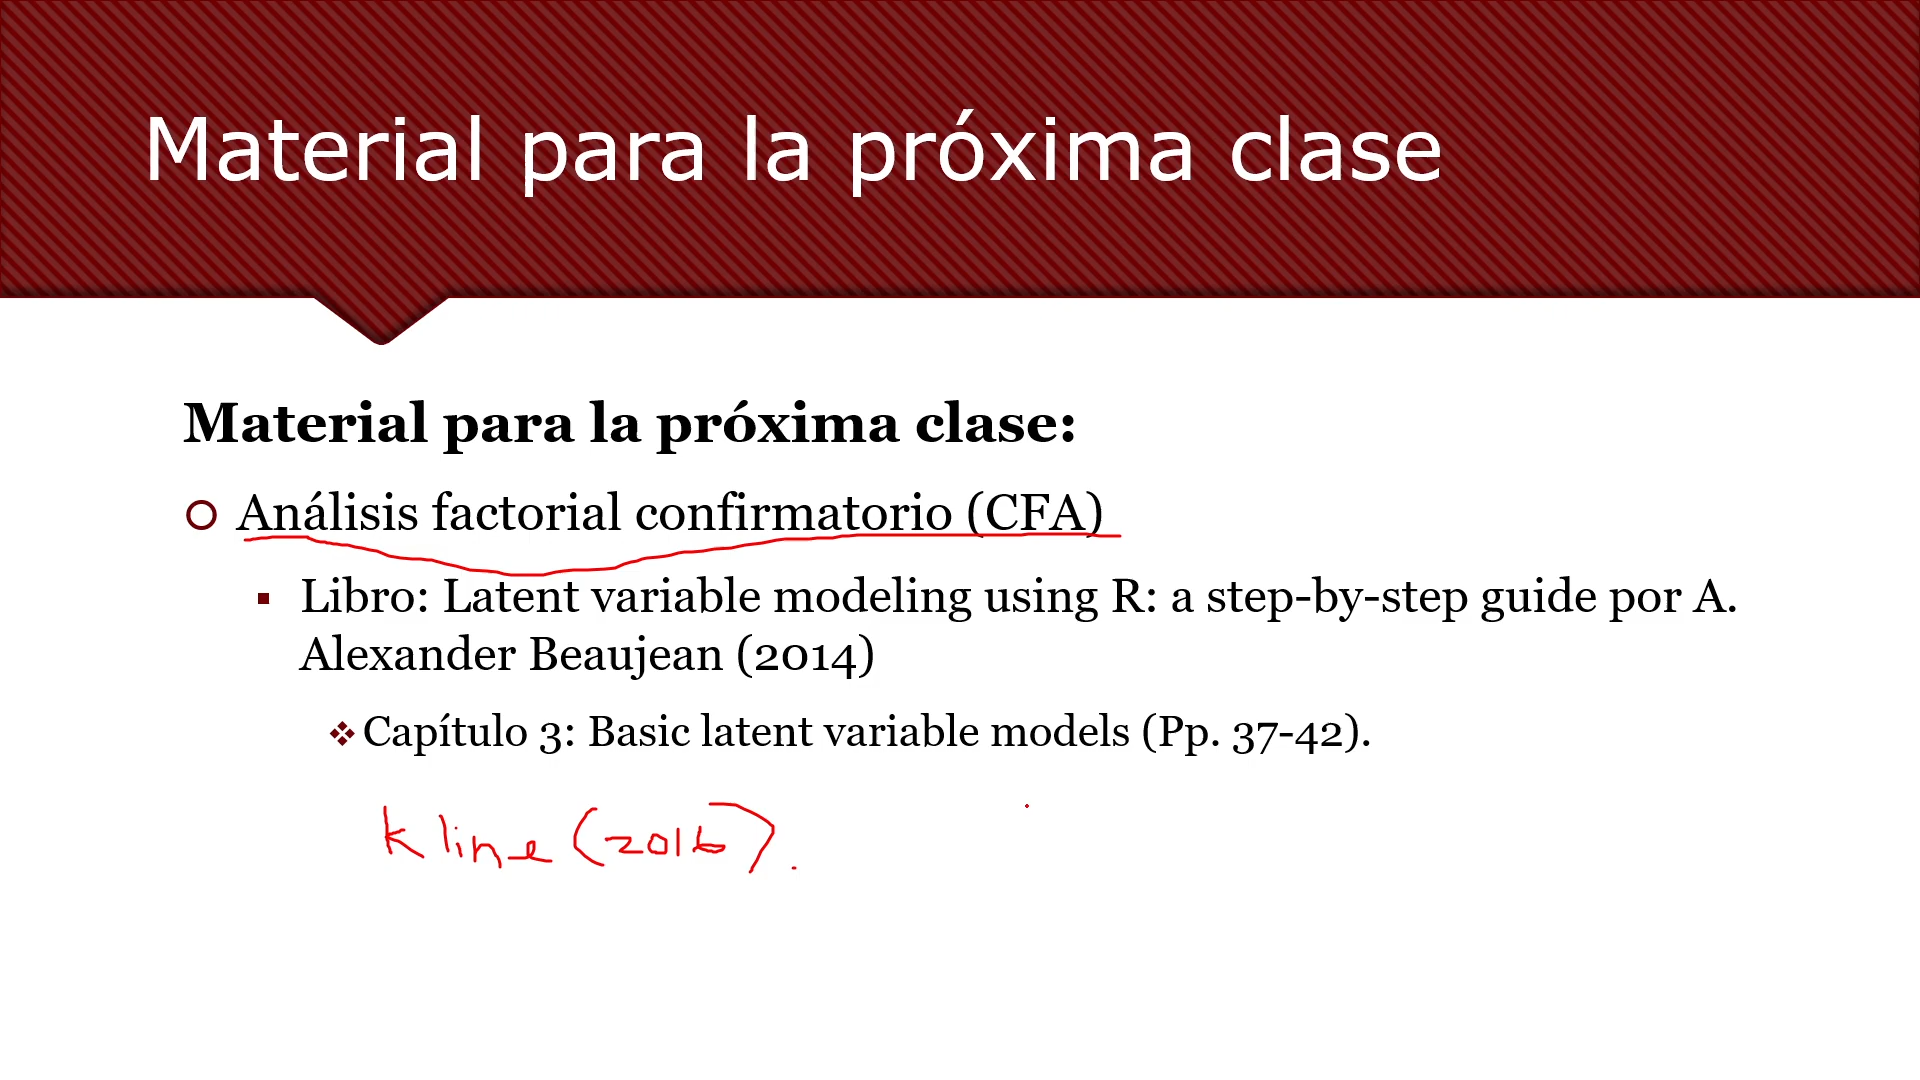 Material para la próxima clase
Material para la próxima clase:
Análisis factorial confirmatorio (CFA)
Libro: Latent variable modeling using R: a step-by-step guide por A.
Alexander Beaujean (2014)
Capítulo 3: Basic latent variable models (Pp. 37-42).
Kline (2016).